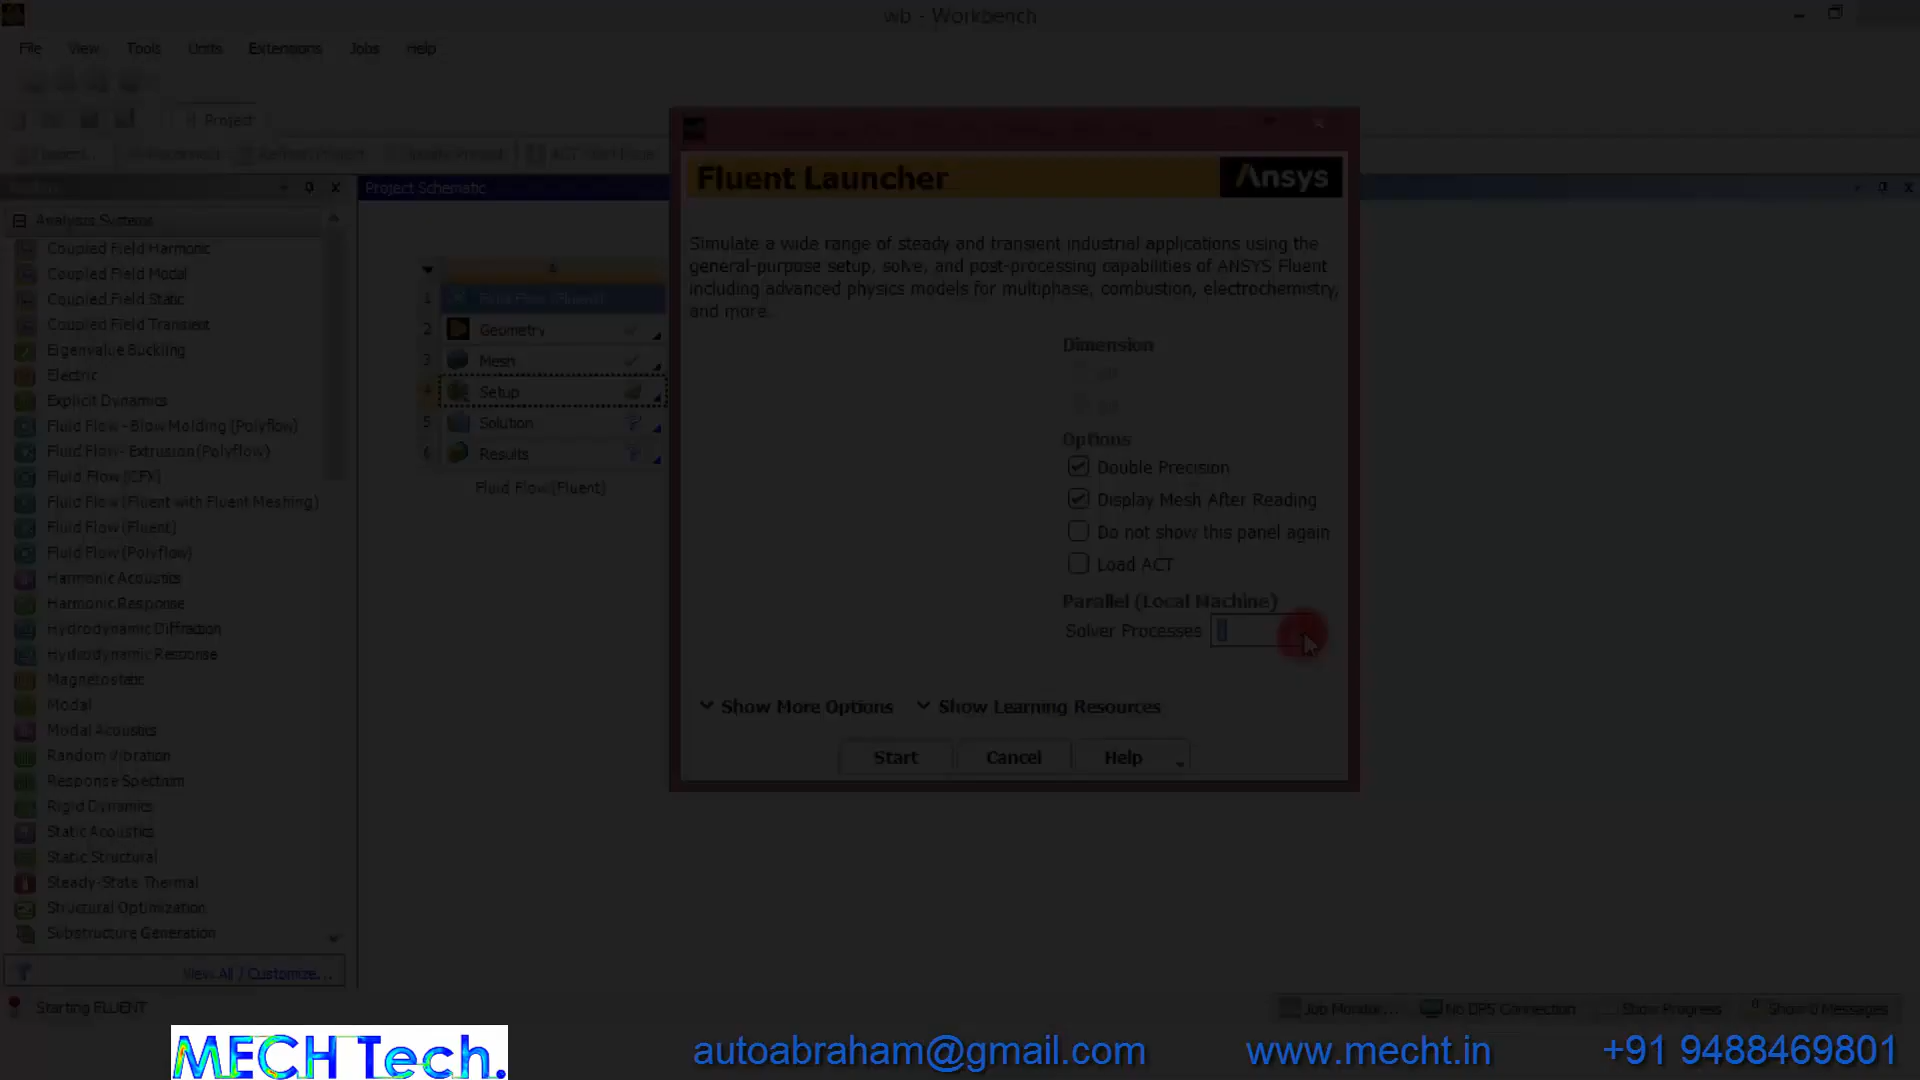 wb - Workbench
File View Tools Units Extensions Jobs Help
Project
Project Schematic
Analysis Systems
Coupled Field Harmonic
Coupled Field Modal
Coupled Field Static
Coupled Field Transient
Eigenvalue Buckling
Electric
Explicit Dynamics
Fluid Flow - Blow Molding (Polyflow)
Fluid Flow- Extrusion (Polyflow)
Fluid Flow (CFX)
Fluid Flow (Fluent with Fluent Meshing)
Fluid Flow (Fluent)
Fluid Flow (Polyflow)
Harmonic Acoustics
Harmonic Response
Hydrodynamic Diffraction
Hydrodynamic Response
Magnetostatic
Modal
Modal Acoustics
Random Vibration
Response Spectrum
Rigid Dynamics
Static Acoustics
Static Structural
Steady-State Thermal
Structural Optimization
Substructure Generation
View All / Customize...
1 Fluid Flow (Fluent)
2 Geometry
3 Mesh
4 Setup
5 Solution
6 Results
Fluid Flow (Fluent)
Fluent Launcher
Ansys
Simulate a wide range of steady and transient industrial applications using the
general-purpose setup, solve, and post-processing capabilities of ANSYS Fluent
including advanced physics models for multiphase, combustion, electrochemistry,
and more.
Dimension
Options
Double Precision
Display Mesh After Reading
Do not show this panel again
Load ACT
Parallel (Local Machine)
Solver Processes
Show More Options Show Learning Resources
Start Cancel Help
Starting FLUENT
Job Monitor... No DPS Connection Show Progress Show 0 Messages
MECH Tech. autoabraham@gmail.com www.mecht.in +91 9488469801